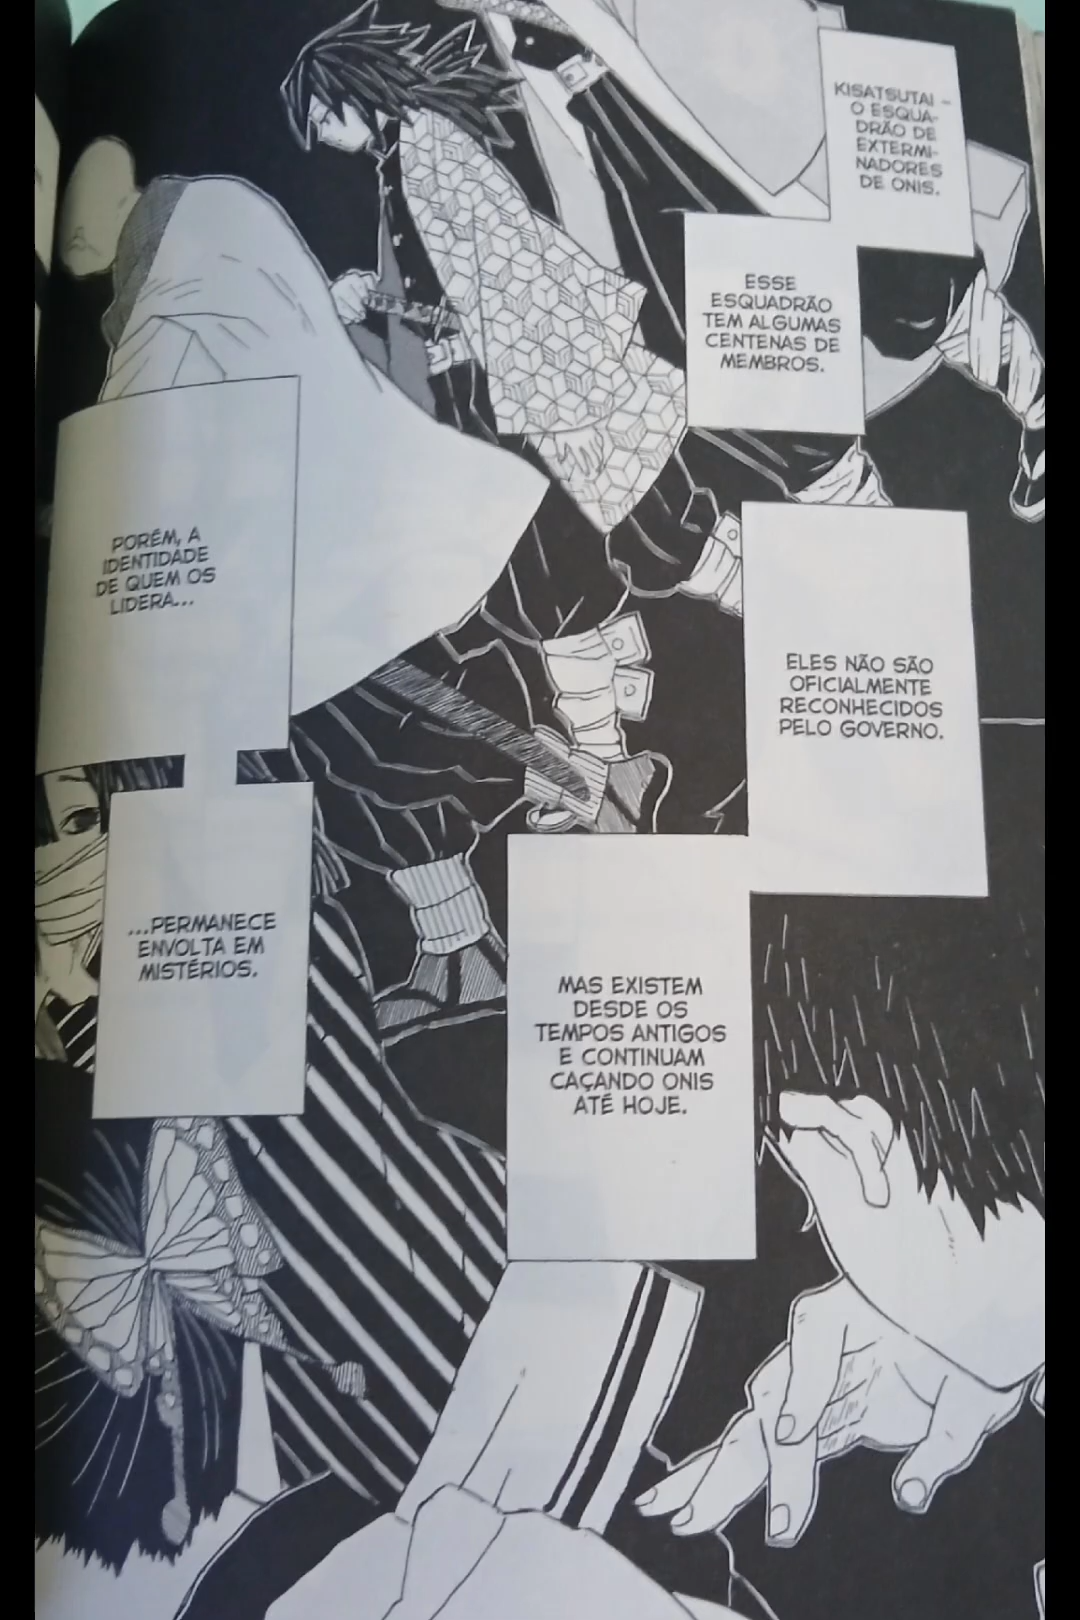 KISATSUTAI –
O ESQUA-
DRÃO DE
EXTERMI-
NADORES
DE ONIS.
ESSE
ESQUADRÃO
TEM ALGUMAS
CENTENAS DE
MEMBROS.
ELES NÃO SÃO
OFICIALMENTE
RECONHECIDOS
PELO GOVERNO.
MAS EXISTEM
DESDE OS
TEMPOS ANTIGOS
E CONTINUAM
CAÇANDO ONIS
ATÉ HOJE.
PORÉM, A
IDENTIDADE
DE QUEM OS
LIDERA...
...PERMANECE
ENVOLTA EM
MISTÉRIOS.